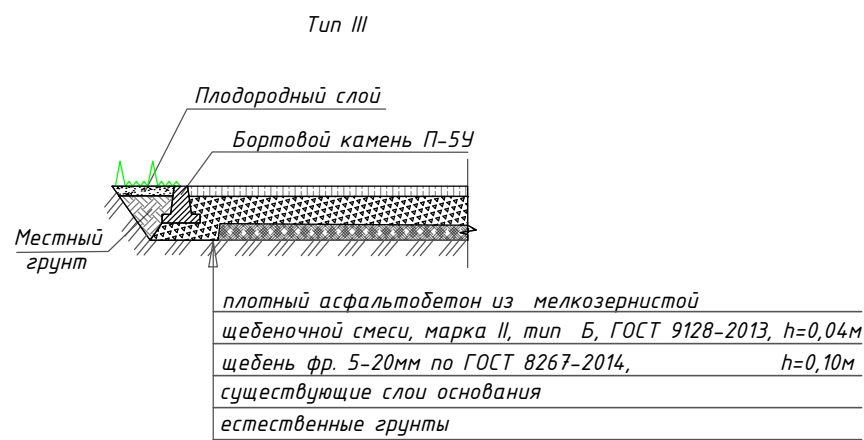 Тип III
Плодородный слой
Бортовой камень П-5У
Местный
грунт
плотный асфальтобетон из мелкозернистой
щебеночной смеси, марка II, тип Б, ГОСТ 9128-2013, h=0,04м
щебень фр. 5-20мм по ГОСТ 8267-2014, h=0,10м
существующие слои основания
естественные грунты